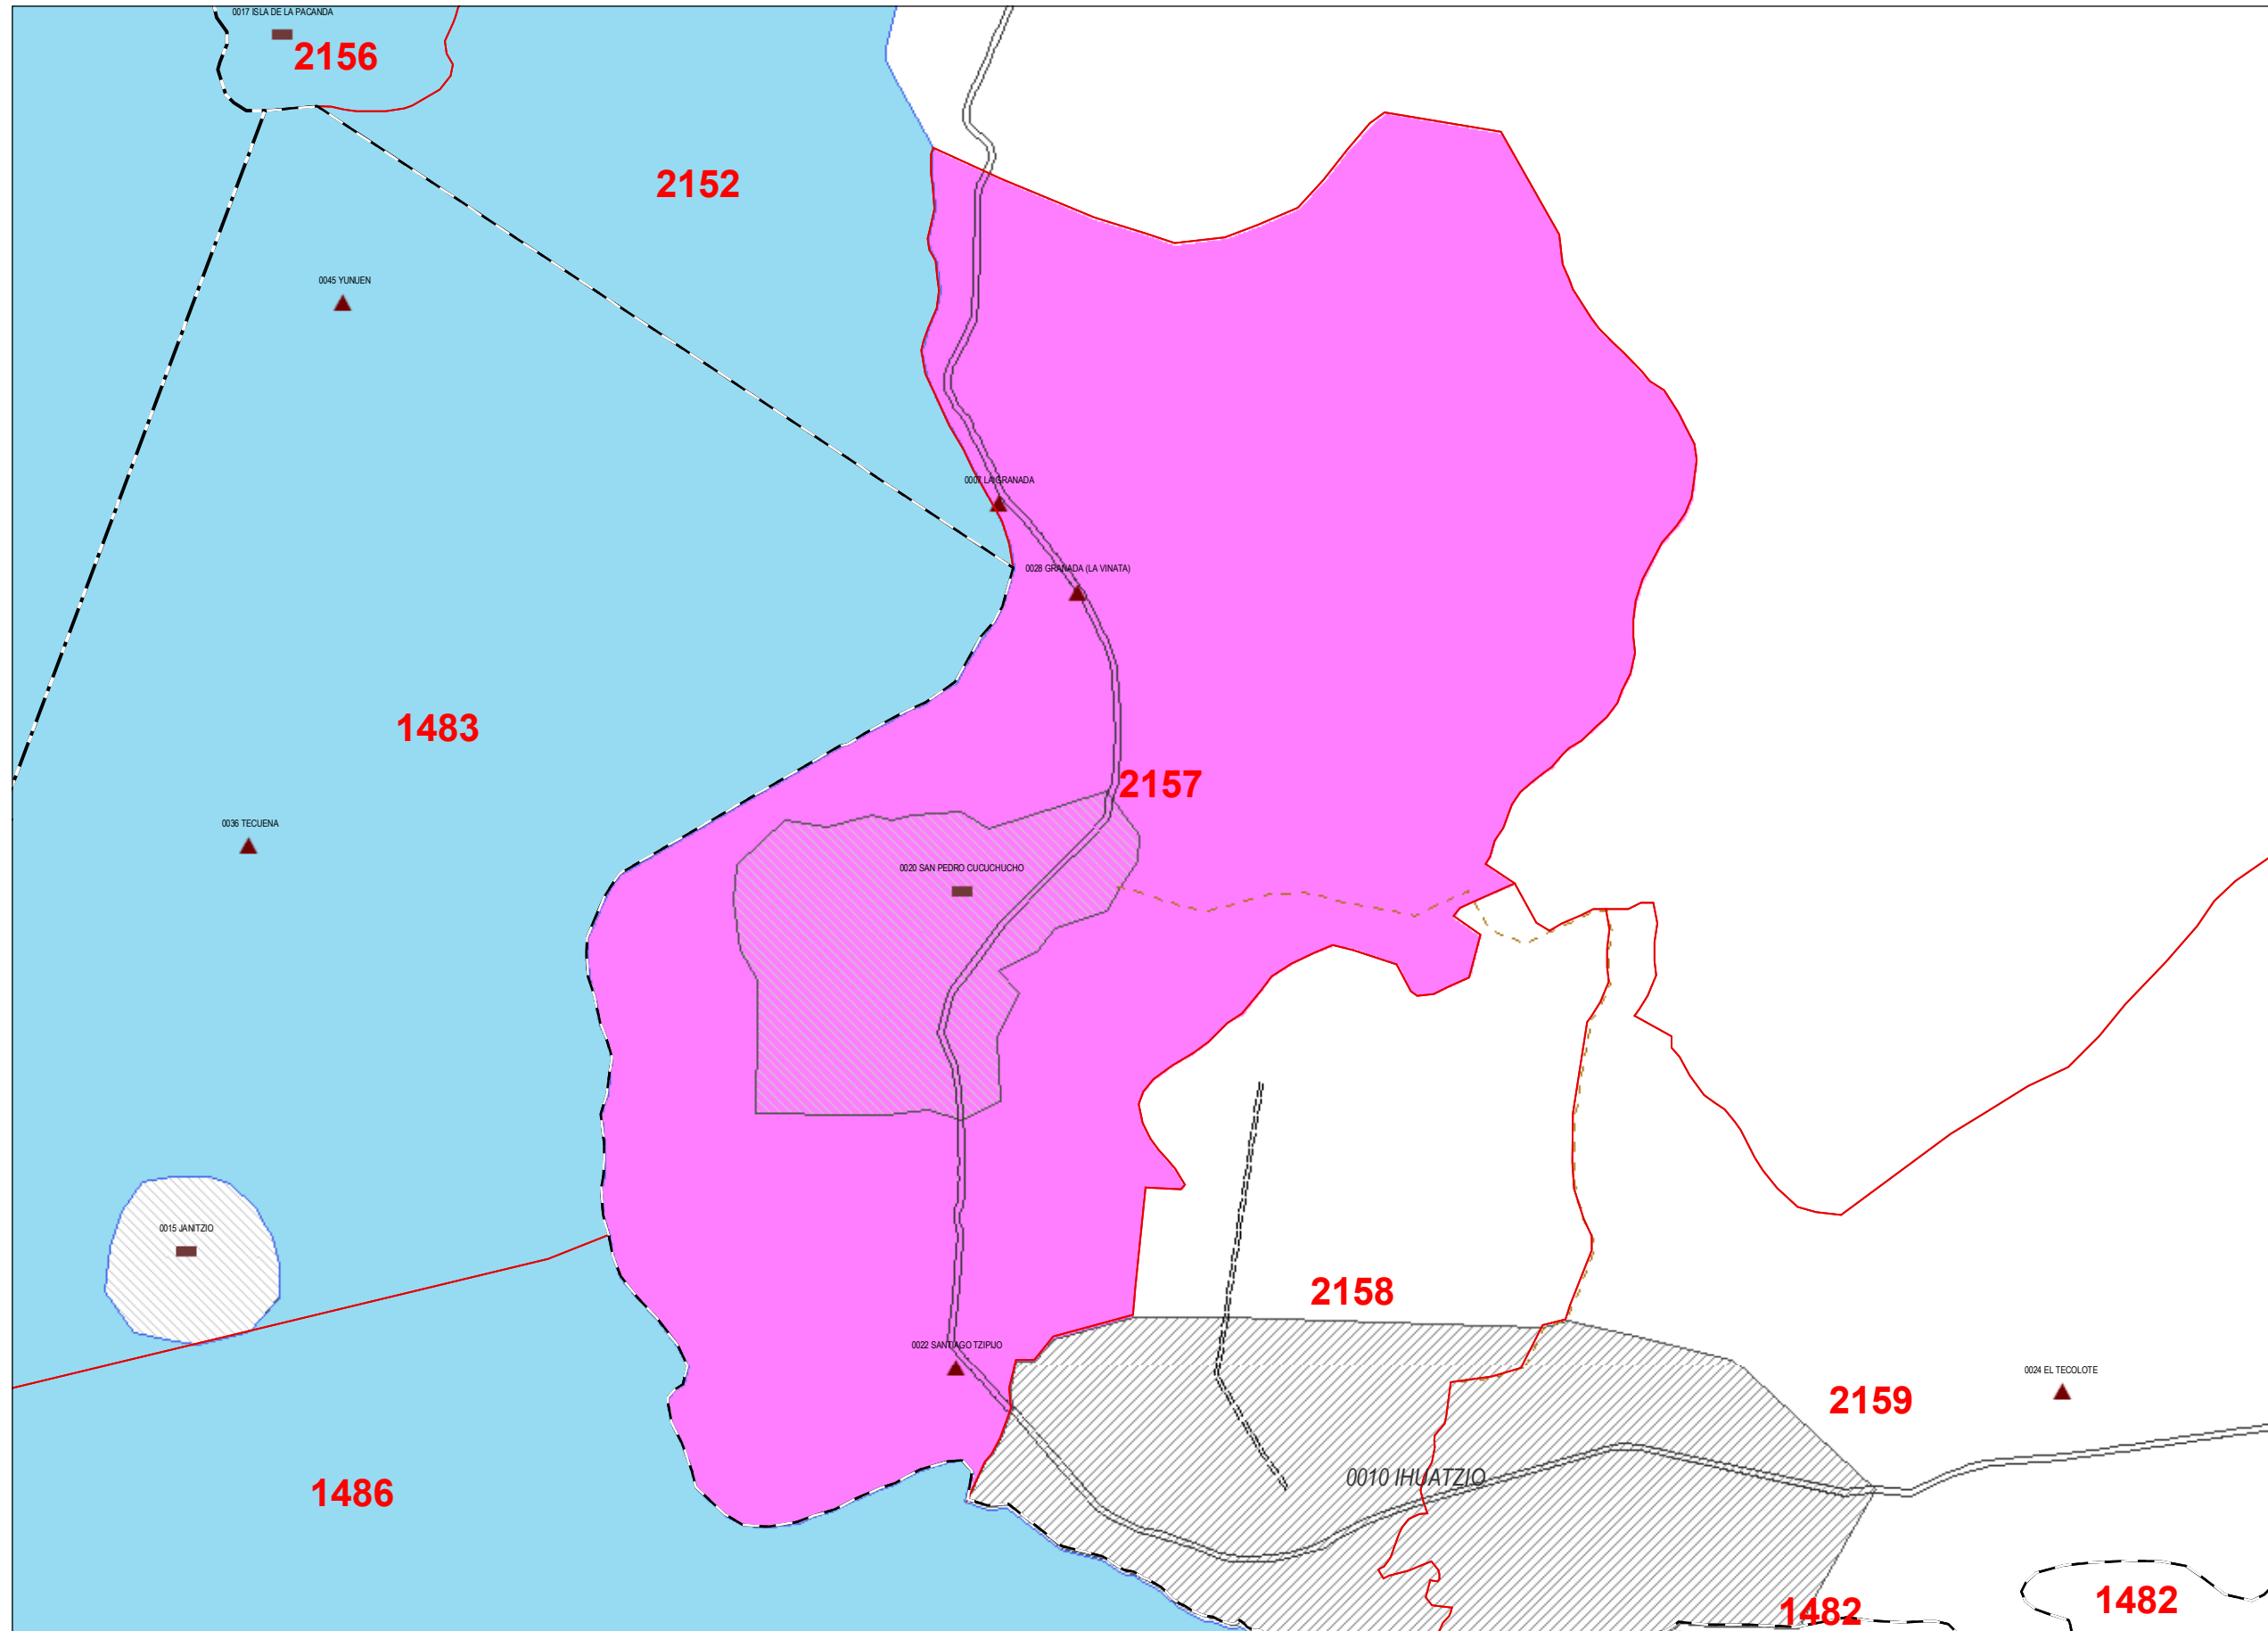 0017 ISLA DE LA PACANDA
2156
2152
0045 YUNUEN
0007 LA GRANADA
0028 GRANADA (LA VINATA)
1483
2157
0036 TECUENA
0020 SAN PEDRO CUCUCHUCHO
0015 JANITZIO
2158
0022 SANTIAGO TZIPIJO
0024 EL TECOLOTE
2159
0010 IHUATZIO
1486
1482
1482